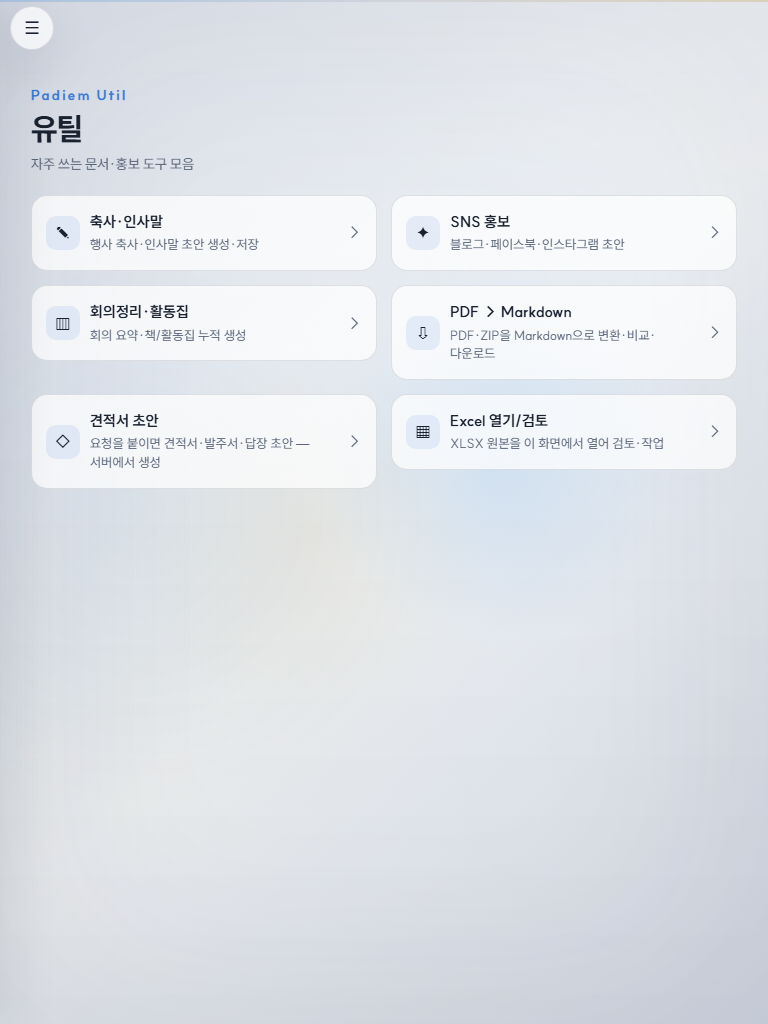 Padiem Util
유틸
자주 쓰는 문서·홍보 도구 모음
축사·인사말
행사 축사·인사말 초안 생성·저장
SNS 홍보
블로그·페이스북·인스타그램 초안
회의정리·활동집
회의 요약·책/활동집 누적 생성
PDF > Markdown
PDF·ZIP을 Markdown으로 변환·비교·
다운로드
견적서 초안
요청을 붙이면 견적서·발주서·답장 초안 —
서버에서 생성
Excel 열기/검토
XLSX 원본을 이 화면에서 열어 검토·작업